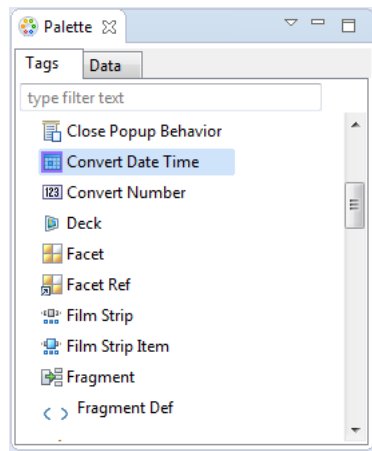 Palette
Tags Data
type filter text
Close Popup Behavior
Convert Date Time
123 Convert Number
Deck
Facet
Facet Ref
Film Strip
Film Strip Item
Fragment
Fragment Def